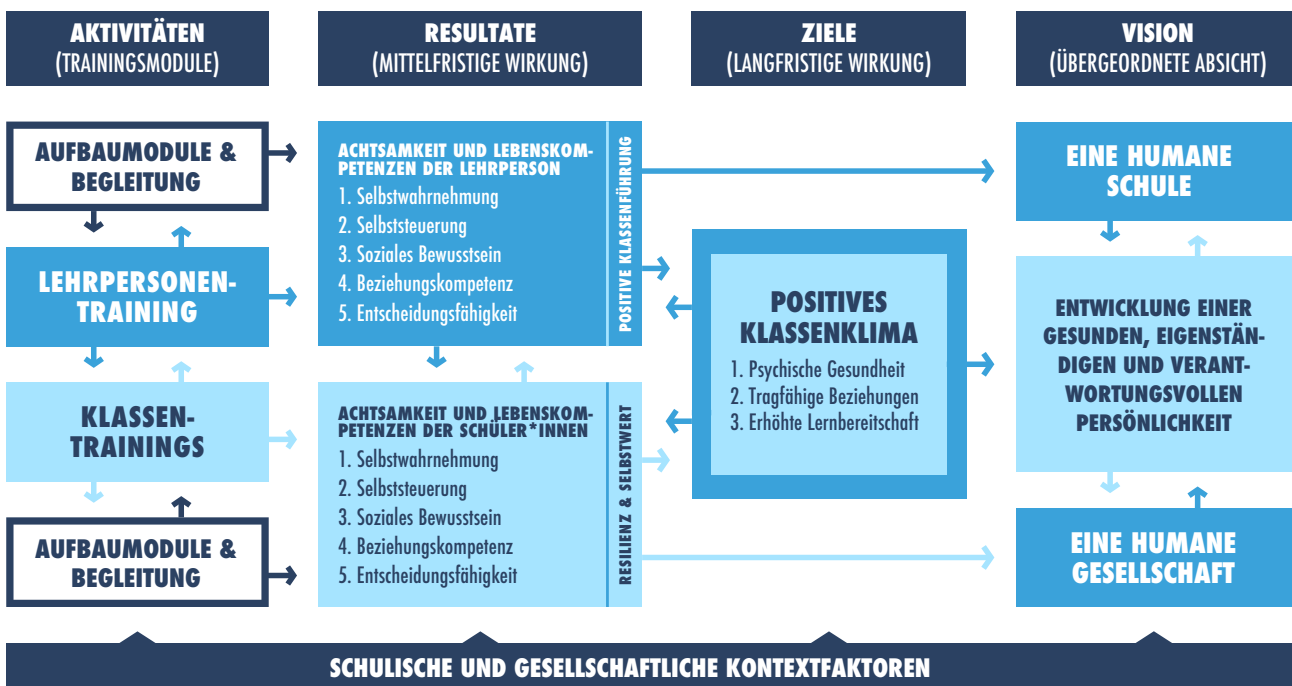 AKTIVITÄTEN
(TRAININGSMODULE)
RESULTATE
(MITTELFRISTIGE WIRKUNG)
ZIELE
(LANGFRISTIGE WIRKUNG)
VISION
(ÜBERGEORDNETE ABSICHT)
AUFBAUMODULE &
BEGLEITUNG
LEHRPERSONEN-
TRAINING
KLASSEN-
TRAININGS
AUFBAUMODULE &
BEGLEITUNG
ACHTSAMKEIT UND LEBENSKOM-
PETENZEN DER LEHRPERSON
1. Selbstwahrnehmung
2. Selbststeuerung
3. Soziales Bewusstsein
4. Beziehungskompetenz
5. Entscheidungsfähigkeit
POSITIVE KLASSENFÜHRUNG
ACHTSAMKEIT UND LEBENSKOM-
PETENZEN DER SCHÜLER*INNEN
1. Selbstwahrnehmung
2. Selbststeuerung
3. Soziales Bewusstsein
4. Beziehungskompetenz
5. Entscheidungsfähigkeit
RESILIENZ & SELBSTWERT
POSITIVES
KLASSENKLIMA
1. Psychische Gesundheit
2. Tragfähige Beziehungen
3. Erhöhte Lernbereitschaft
EINE HUMANE
SCHULE
ENTWICKLUNG EINER
GESUNDEN, EIGENSTÄN-
DIGEN UND VERANT-
WORTUNGSVOLLEN
PERSÖNLICHKEIT
EINE HUMANE
GESELLSCHAFT
SCHULISCHE UND GESELLSCHAFTLICHE KONTEXTFAKTOREN